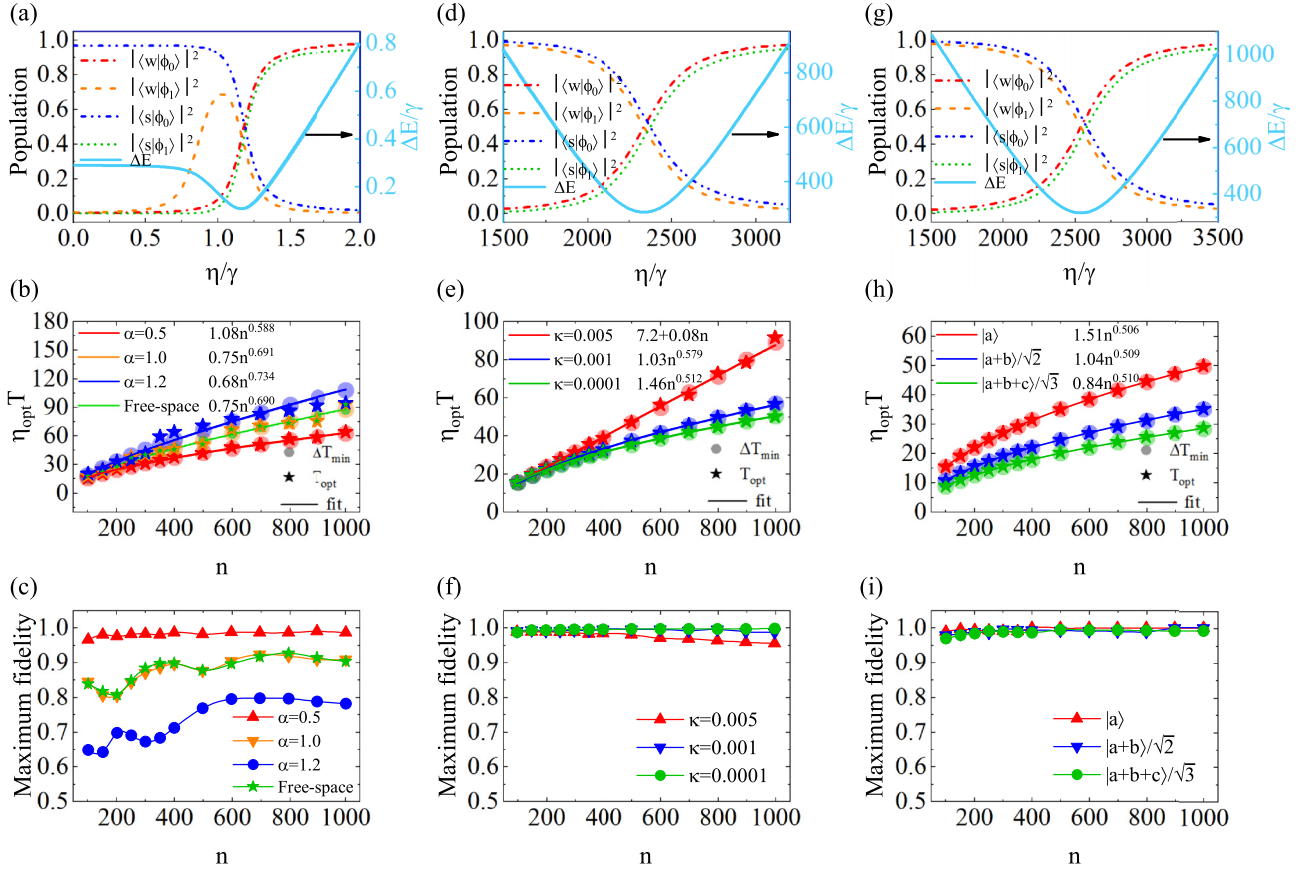 (a)
Population
1.0
0.8
0.6
0.4
0.2
0.0
|⟨w|ϕ₀⟩|²
|⟨w|ϕ₁⟩|²
|⟨s|ϕ₀⟩|²
|⟨s|ϕ₁⟩|²
ΔE
0.8
0.4
0.3
0.2
0.1
ΔE/γ
0.0 0.5 1.0 1.5 2.0
η/γ
(d)
Population
1.0
0.8
0.6
0.4
0.2
0.0
|⟨w|ϕ₀⟩|²
|⟨w|ϕ₁⟩|²
|⟨s|ϕ₀⟩|²
|⟨s|ϕ₁⟩|²
ΔE
800
600
400
ΔE/γ
1500 2000 2500 3000
η/γ
(g)
Population
1.0
0.8
0.6
0.4
0.2
0.0
|⟨w|ϕ₀⟩|²
|⟨w|ϕ₁⟩|²
|⟨s|ϕ₀⟩|²
|⟨s|ϕ₁⟩|²
ΔE
1000
800
600
400
ΔE/γ
1500 2000 2500 3000 3500
η/γ
(b)
ηoptT
180
150
120
90
60
30
0
α=0.5 1.08n^0.588
α=1.0 0.75n^0.691
α=1.2 0.68n^0.734
Free-space 0.75n^0.690
ΔTmin
Topt
fit
200 400 600 800 1000
n
(e)
ηoptT
100
80
60
40
20
0
κ=0.005 7.2+0.08n
κ=0.001 1.03n^0.579
κ=0.0001 1.46n^0.512
ΔTmin
Topt
fit
200 400 600 800 1000
n
(h)
ηoptT
60
50
40
30
20
10
0
|a⟩ 1.51n^0.506
|a+b⟩/√2 1.04n^0.509
|a+b+c⟩/√3 0.84n^0.510
ΔTmin
Topt
fit
200 400 600 800 1000
n
(c)
Maximum fidelity
1.0
0.9
0.8
0.7
0.6
0.5
α=0.5
α=1.0
α=1.2
Free-space
200 400 600 800 1000
n
(f)
Maximum fidelity
1.0
0.9
0.8
0.7
0.6
0.5
κ=0.005
κ=0.001
κ=0.0001
200 400 600 800 1000
n
(i)
Maximum fidelity
1.0
0.9
0.8
0.7
0.6
0.5
|a⟩
|a+b⟩/√2
|a+b+c⟩/√3
200 400 600 800 1000
n